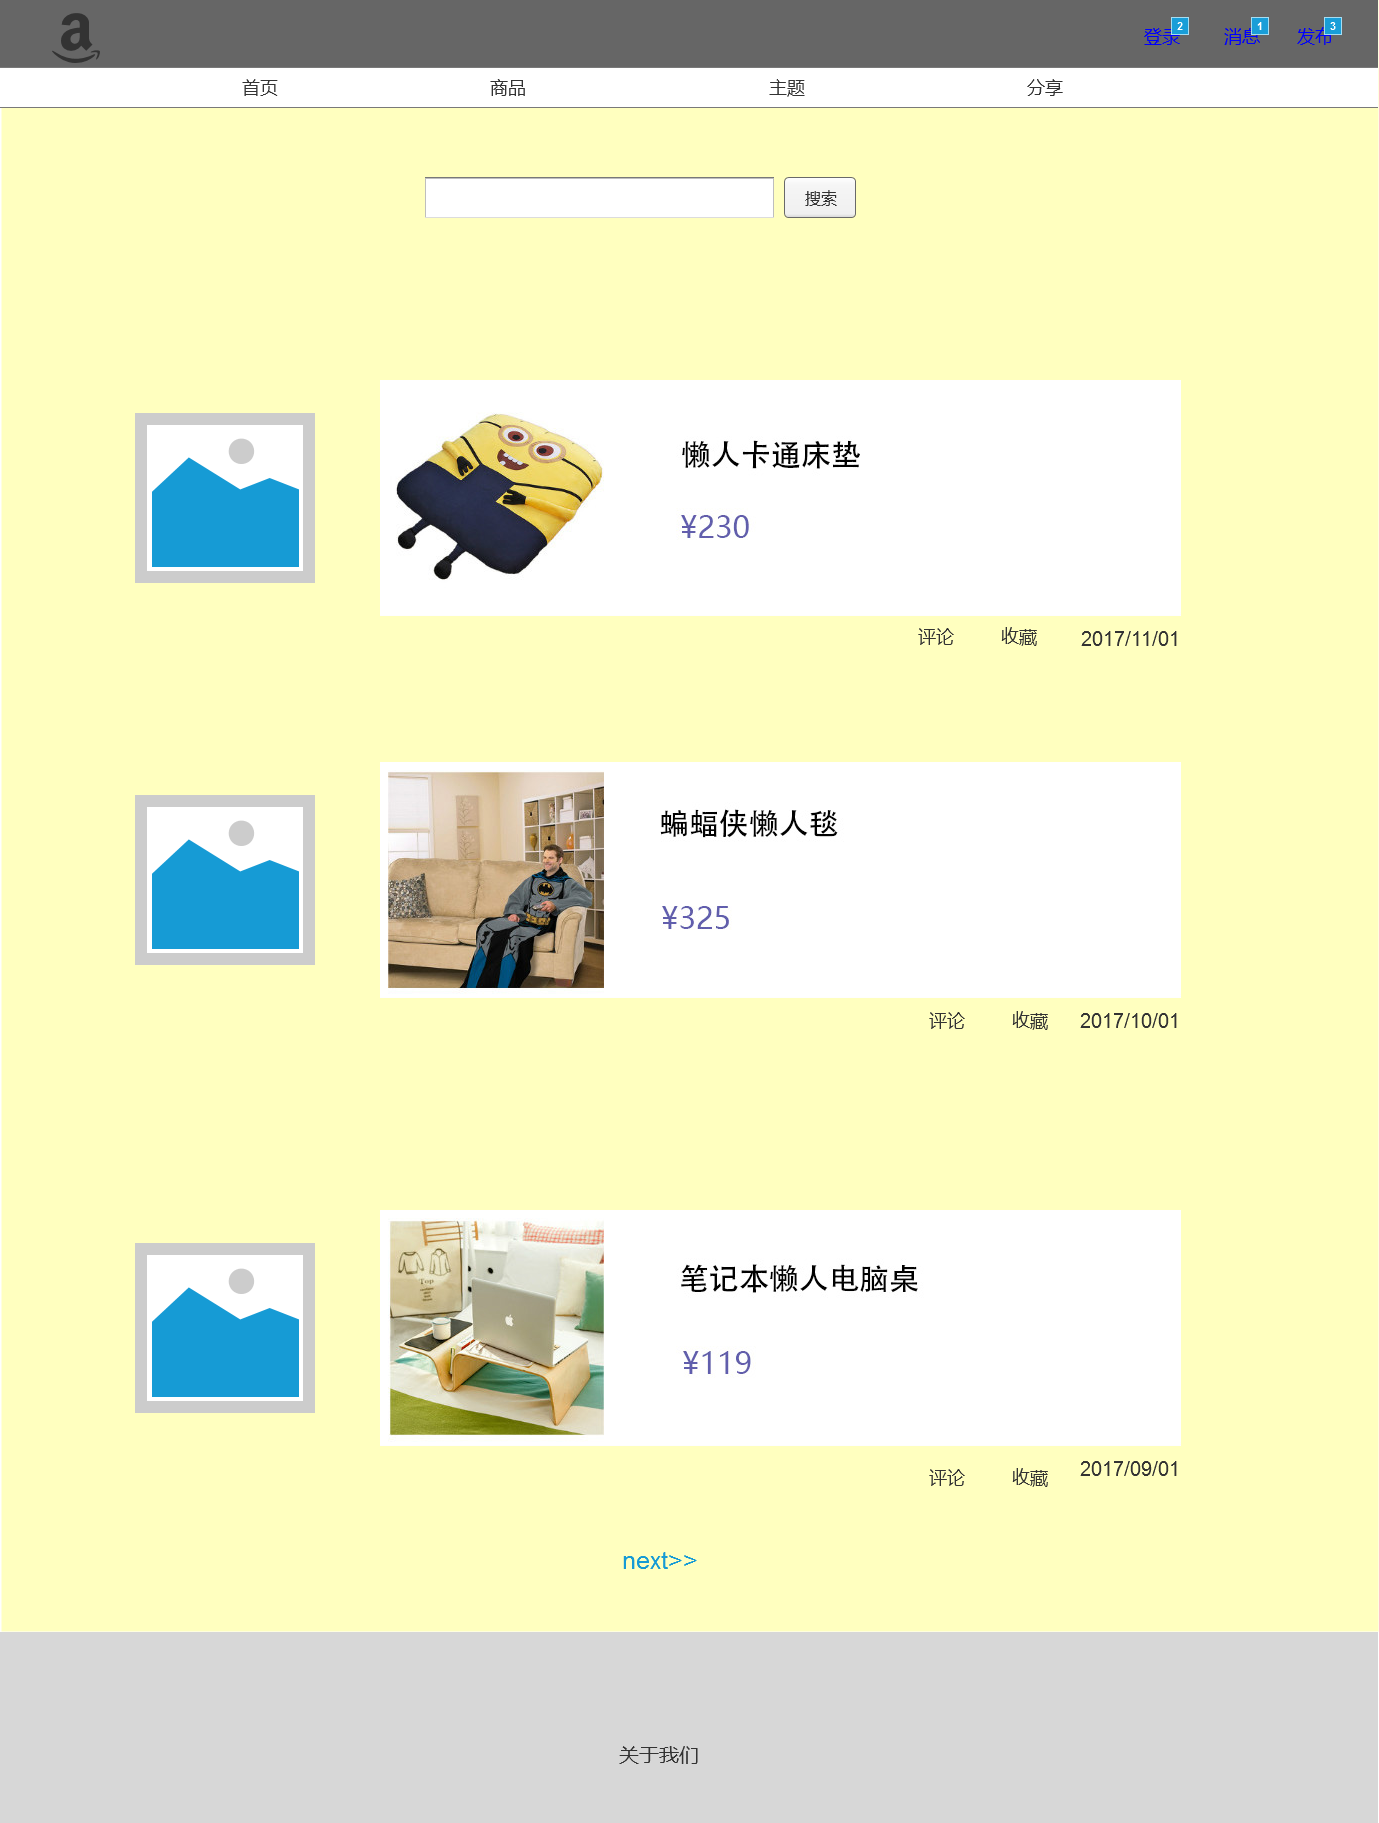 登录 2 消息 1 发布 3
首页 商品 主题 分享
搜索
懒人卡通床垫
¥230
评论 收藏 2017/11/01
蝙蝠侠懒人毯
¥325
评论 收藏 2017/10/01
笔记本懒人电脑桌
¥119
评论 收藏 2017/09/01
next>>
关于我们